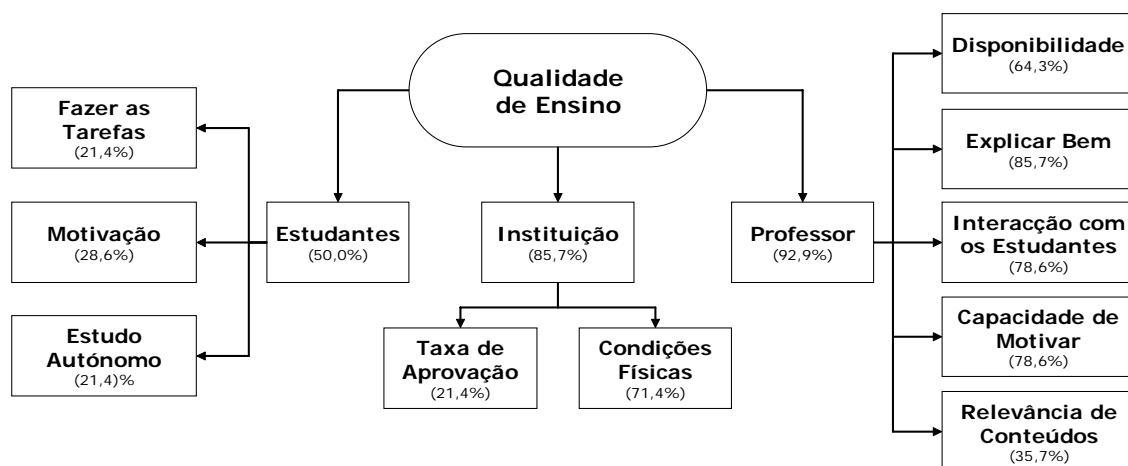 Qualidade
de Ensino
Estudantes
(50,0%)
Fazer as
Tarefas
(21,4%)
Motivação
(28,6%)
Estudo
Autónomo
(21,4)%
Instituição
(85,7%)
Taxa de
Aprovação
(21,4%)
Condições
Físicas
(71,4%)
Professor
(92,9%)
Disponibilidade
(64,3%)
Explicar Bem
(85,7%)
Interacção com
os Estudantes
(78,6%)
Capacidade de
Motivar
(78,6%)
Relevância de
Conteúdos
(35,7%)